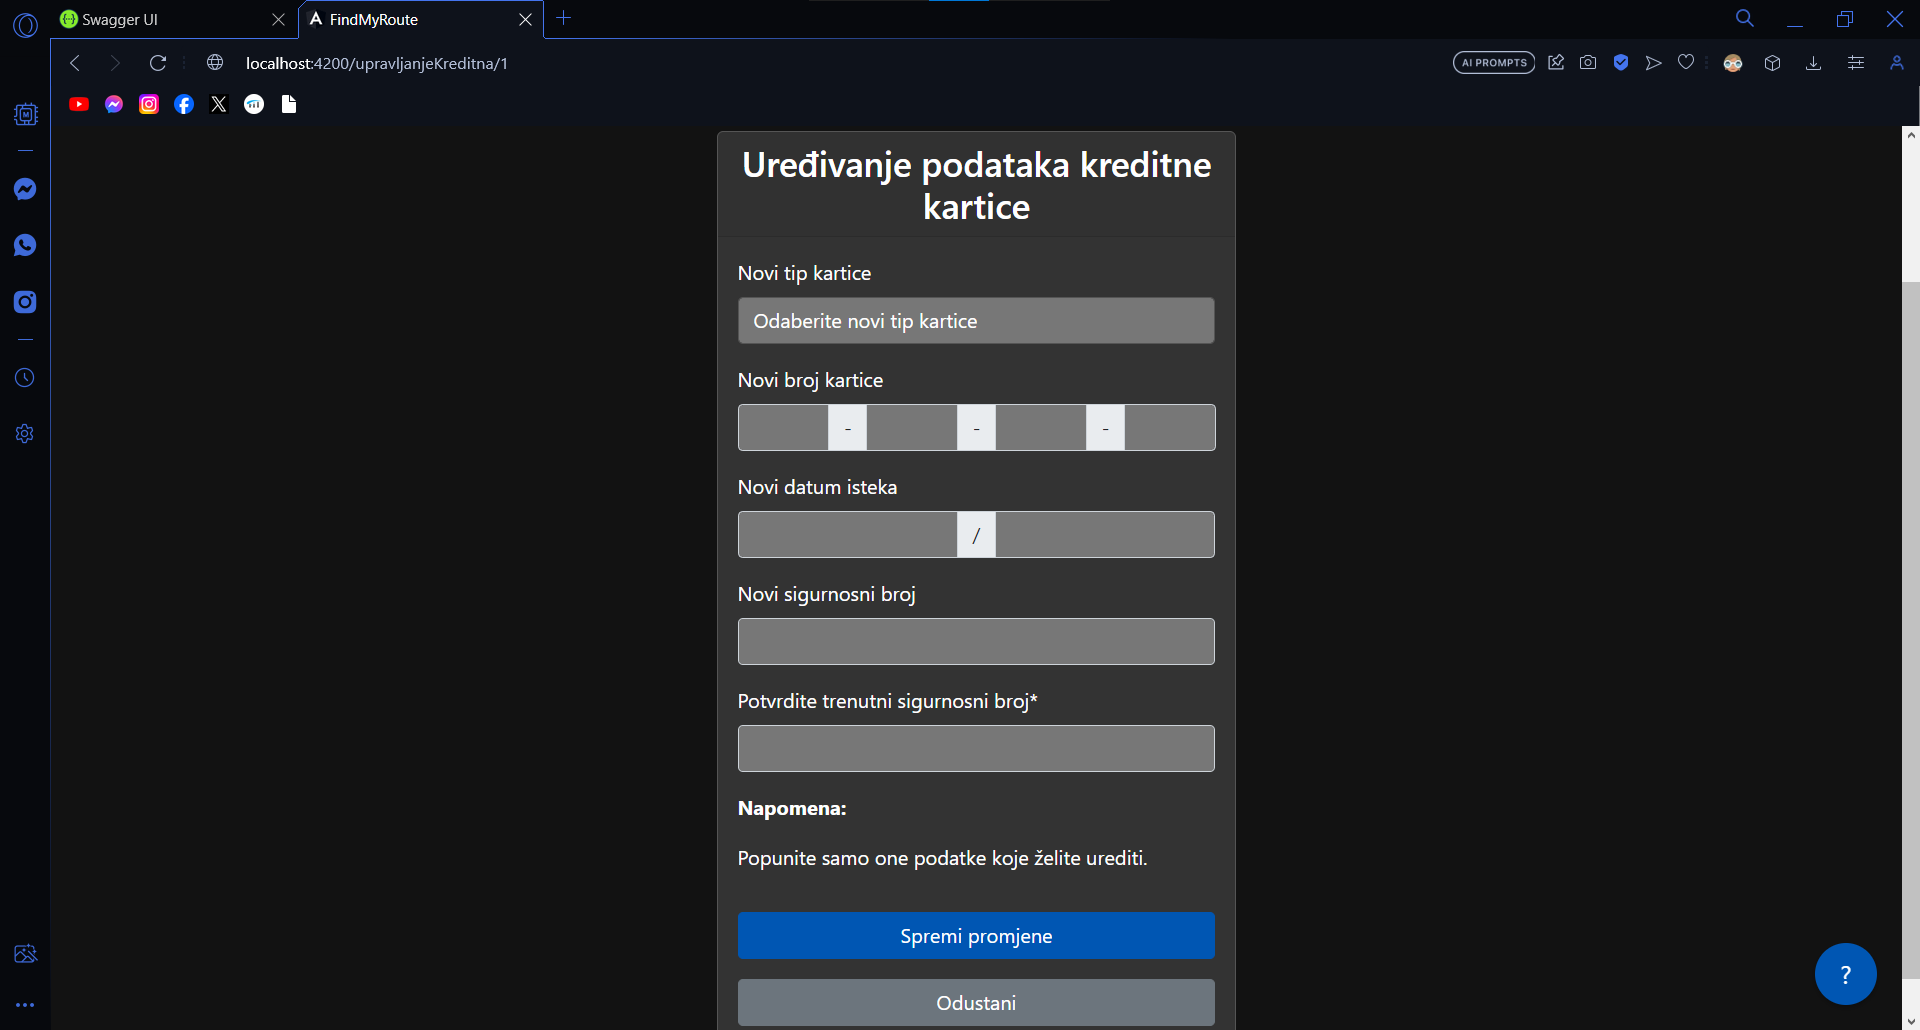 Swagger UI
FindMyRoute
localhost:4200/upravljanjeKreditna/1
AI PROMPTS
Uređivanje podataka kreditne
kartice
Novi tip kartice
Odaberite novi tip kartice
Novi broj kartice
- - -
Novi datum isteka
/
Novi sigurnosni broj
Potvrdite trenutni sigurnosni broj*
Napomena:
Popunite samo one podatke koje želite urediti.
Spremi promjene
?
Odustani